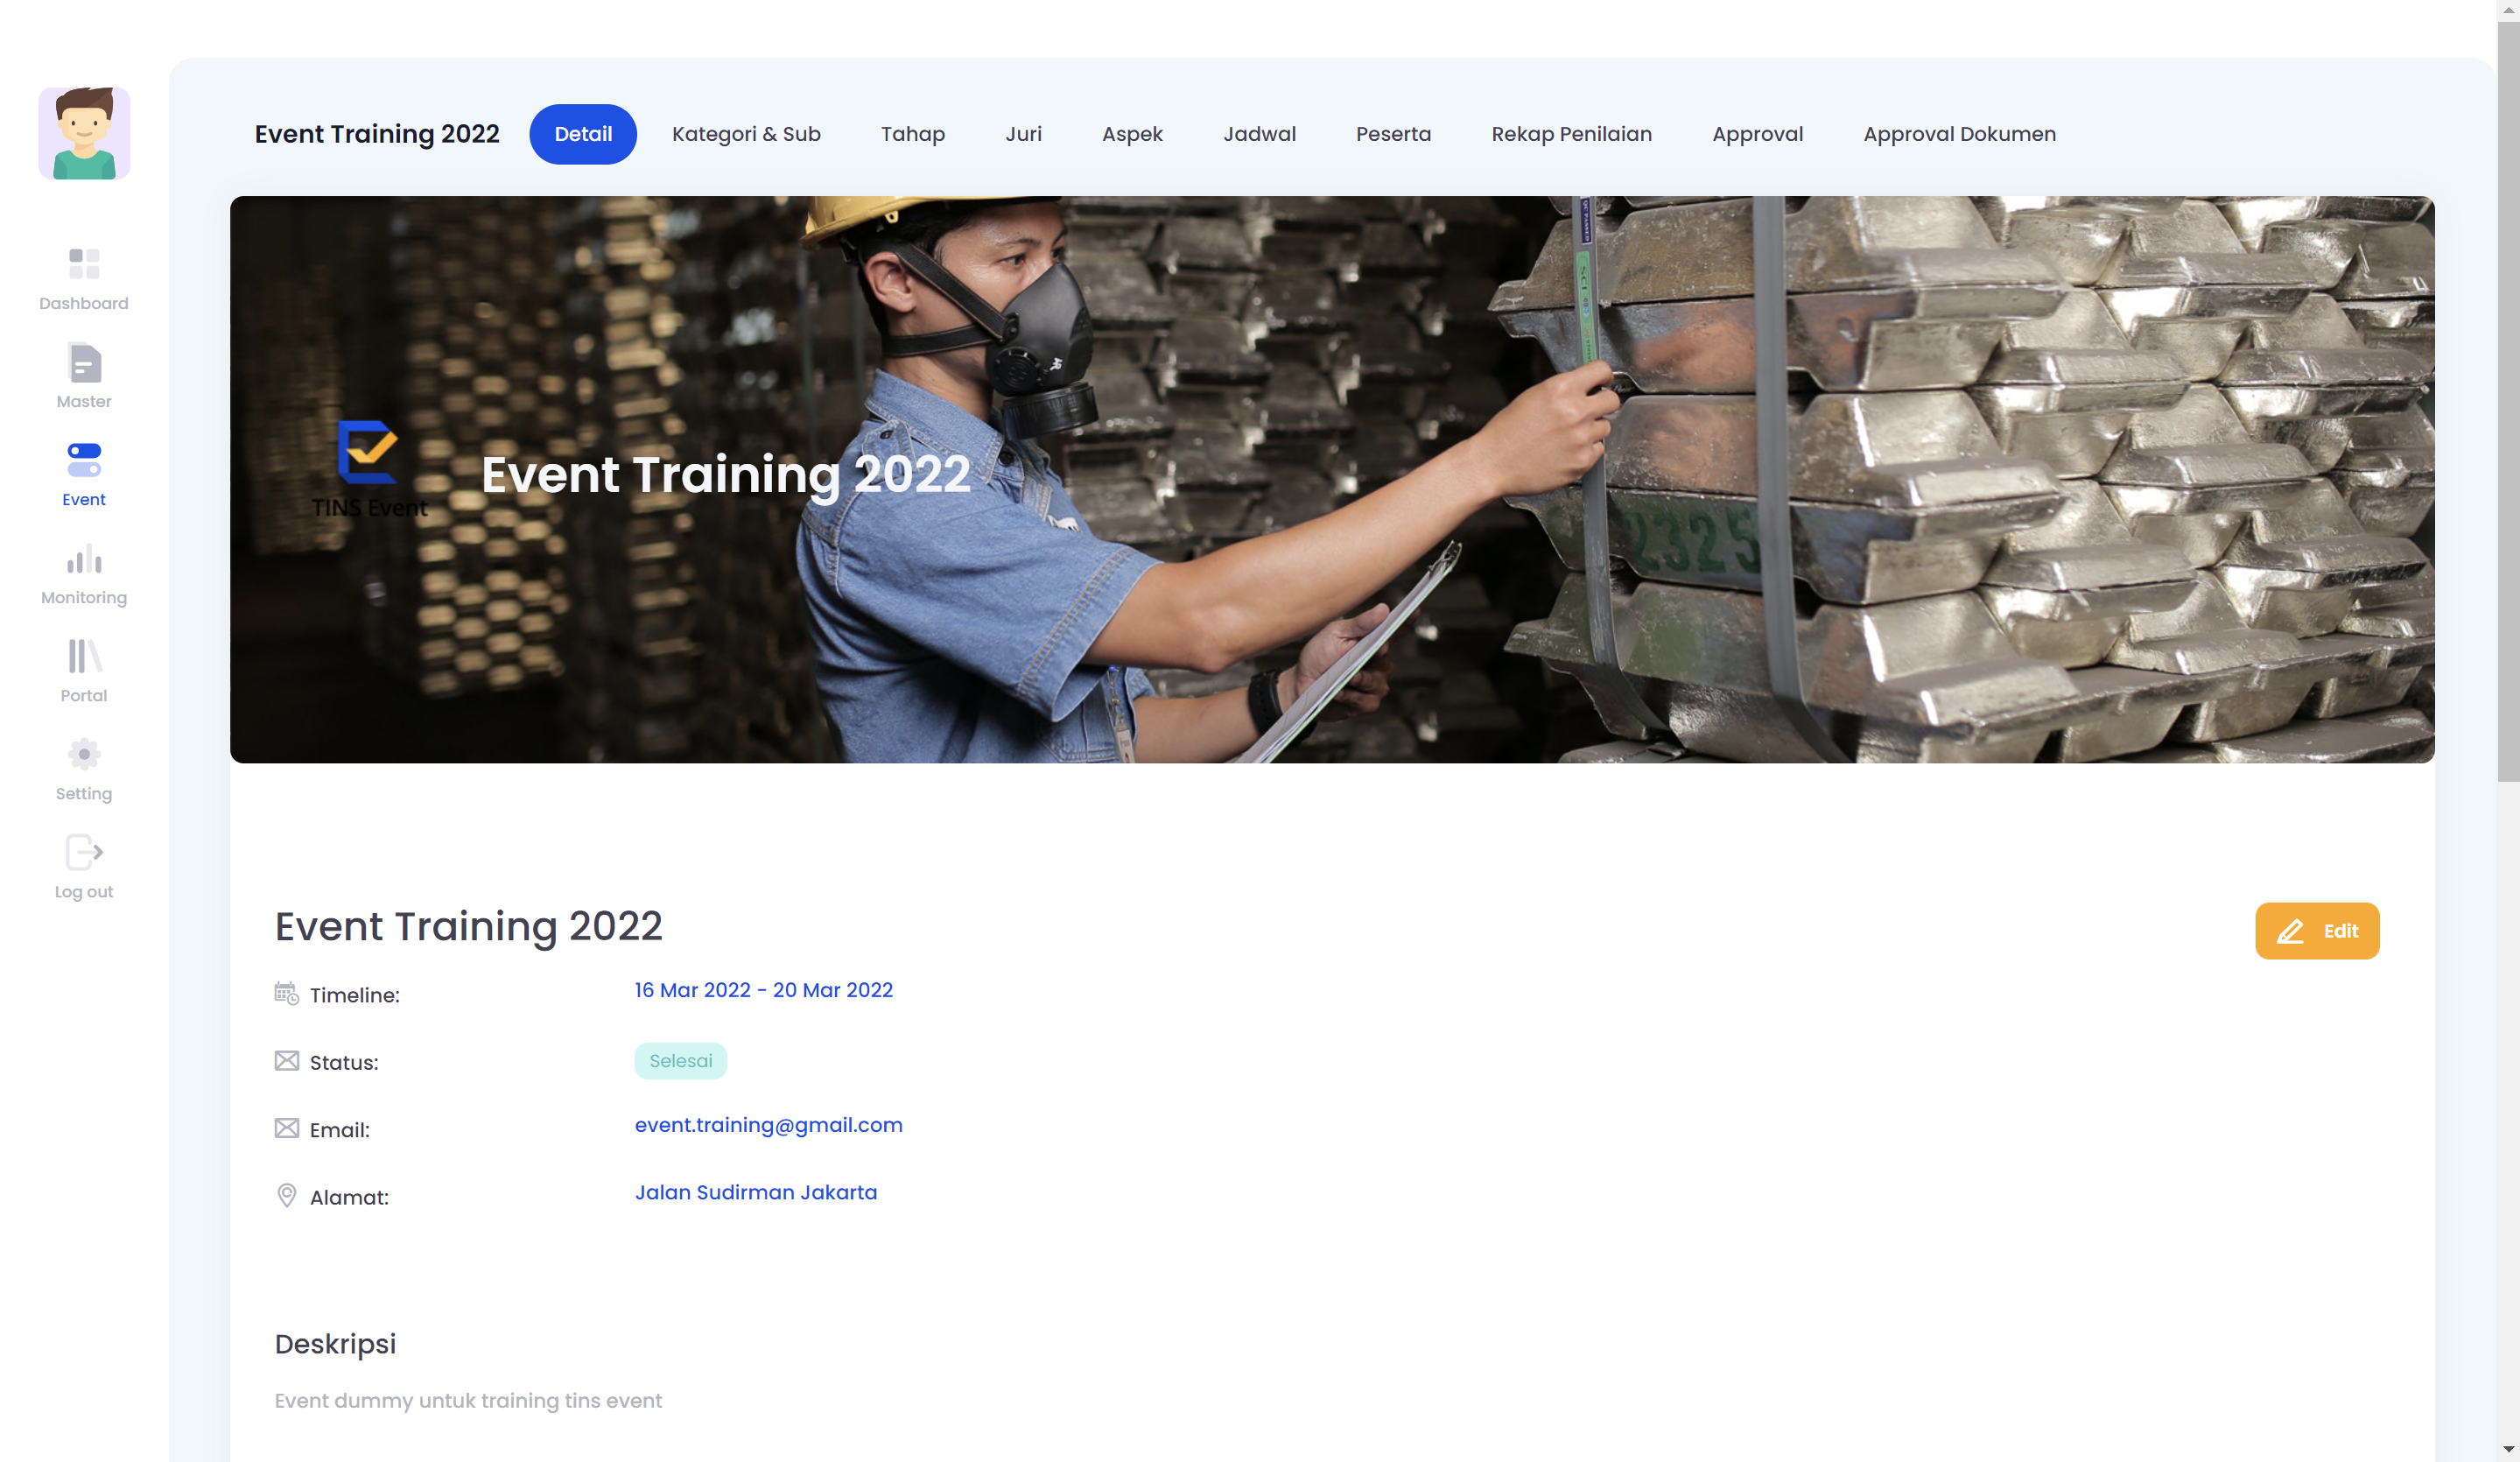 Event Training 2022
Detail
Kategori & Sub
Tahap
Juri
Aspek
Jadwal
Peserta
Rekap Penilaian
Approval
Approval Dokumen
Dashboard
Master
Event
Monitoring
Portal
Setting
Log out
TINS Event
Event Training 2022
2325
Event Training 2022
Edit
Timeline:
16 Mar 2022 - 20 Mar 2022
Status:
Selesai
Email:
event.training@gmail.com
Alamat:
Jalan Sudirman Jakarta
Deskripsi
Event dummy untuk training tins event